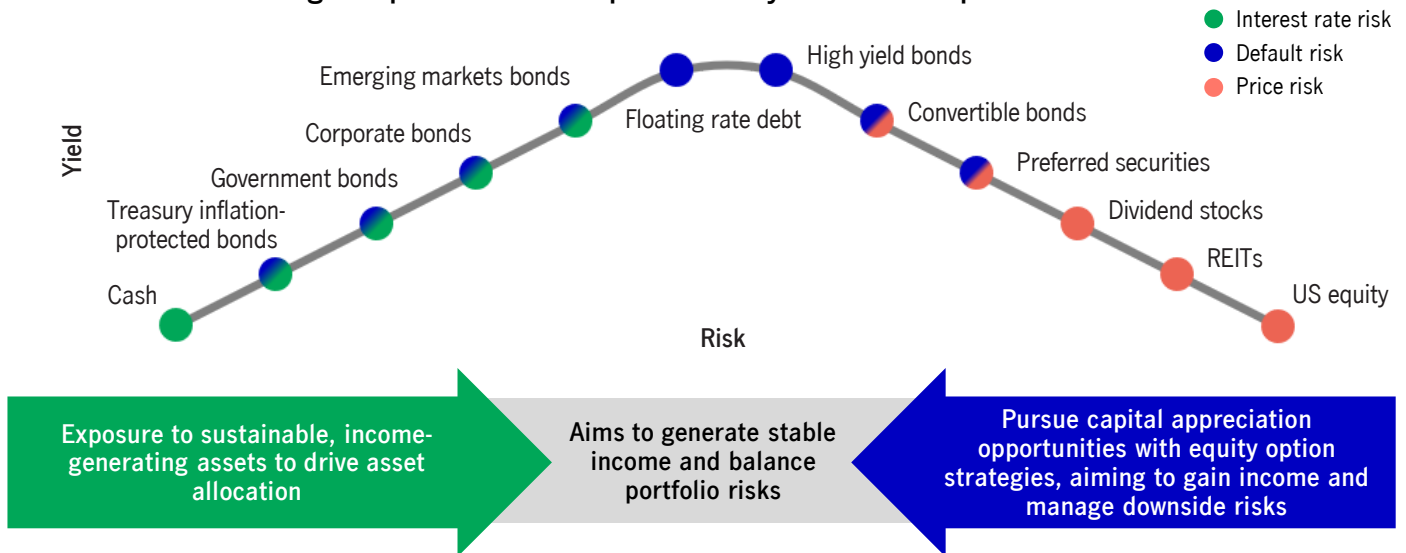 Interest rate risk
Default risk
Price risk
Yield
High yield bonds
Emerging markets bonds
Floating rate debt
Convertible bonds
Corporate bonds
Preferred securities
Government bonds
Dividend stocks
Treasury inflation-
protected bonds
REITs
Cash
US equity
Risk
Exposure to sustainable, income-
generating assets to drive asset
allocation
Aims to generate stable
income and balance
portfolio risks
Pursue capital appreciation
opportunities with equity option
strategies, aiming to gain income and
manage downside risks